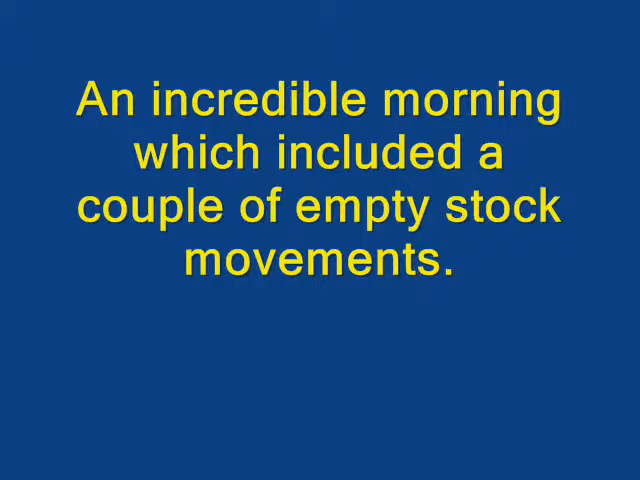 An incredible morning
which included a
couple of empty stock
movements.